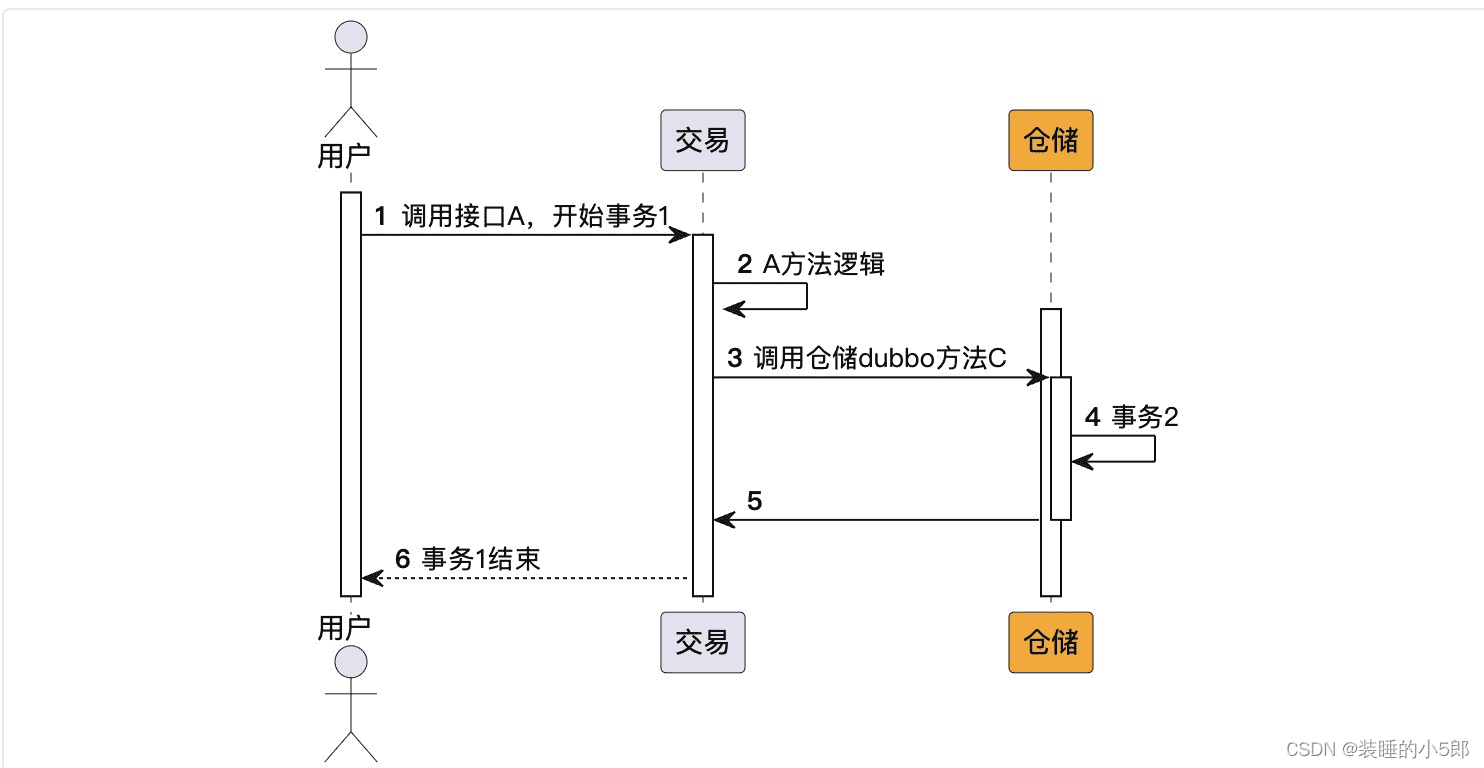 用户
交易
仓储
1 调用接口A，开始事务1
2 A方法逻辑
3 调用仓储dubbo方法C
4 事务2
5
6 事务1结束
用户
交易
仓储
CSDN @装睡的小5郎